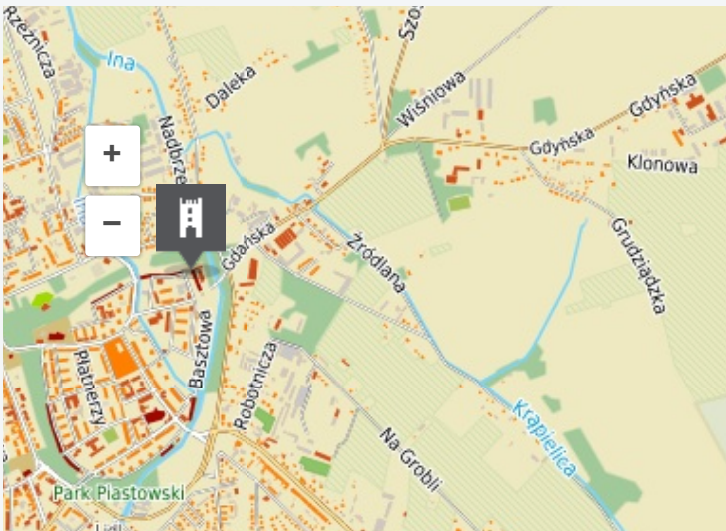 Rzeźnicza
Ina
Daleka
Nadbrze
Szos
Wiśniowa
Gdyńska
Gdyńska
Klonowa
+
−
Gdańska
Źródlana
Grudziądzka
Basztowa
Płatnerzy
Robotnicza
Krąpielica
Na Grobli
Park Piastowski